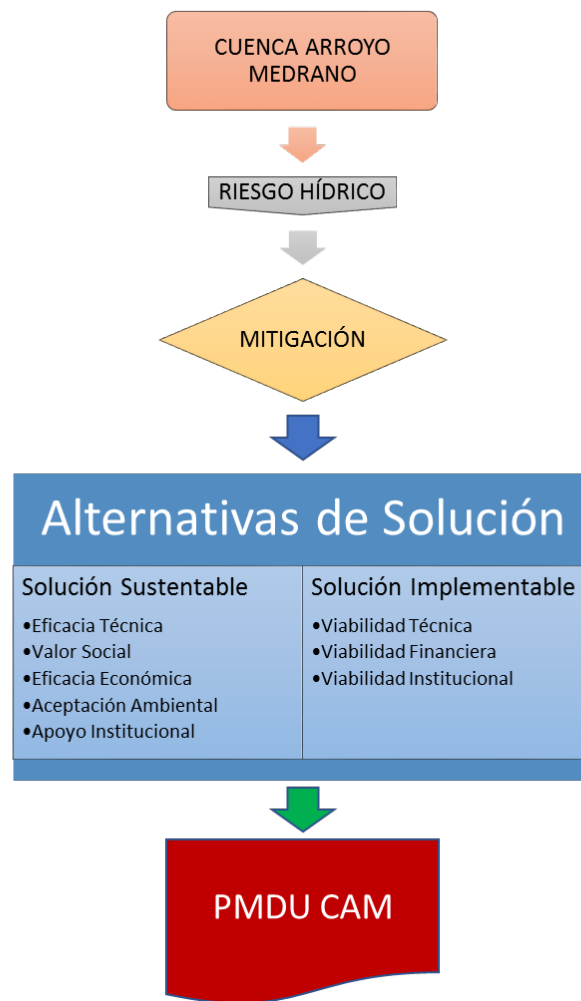 CUENCA ARROYO
MEDRANO
RIESGO HÍDRICO
MITIGACIÓN
Alternativas de Solución
Solución Sustentable
•Eficacia Técnica
•Valor Social
•Eficacia Económica
•Aceptación Ambiental
•Apoyo Institucional
Solución Implementable
•Viabilidad Técnica
•Viabilidad Financiera
•Viabilidad Institucional
PMDU CAM